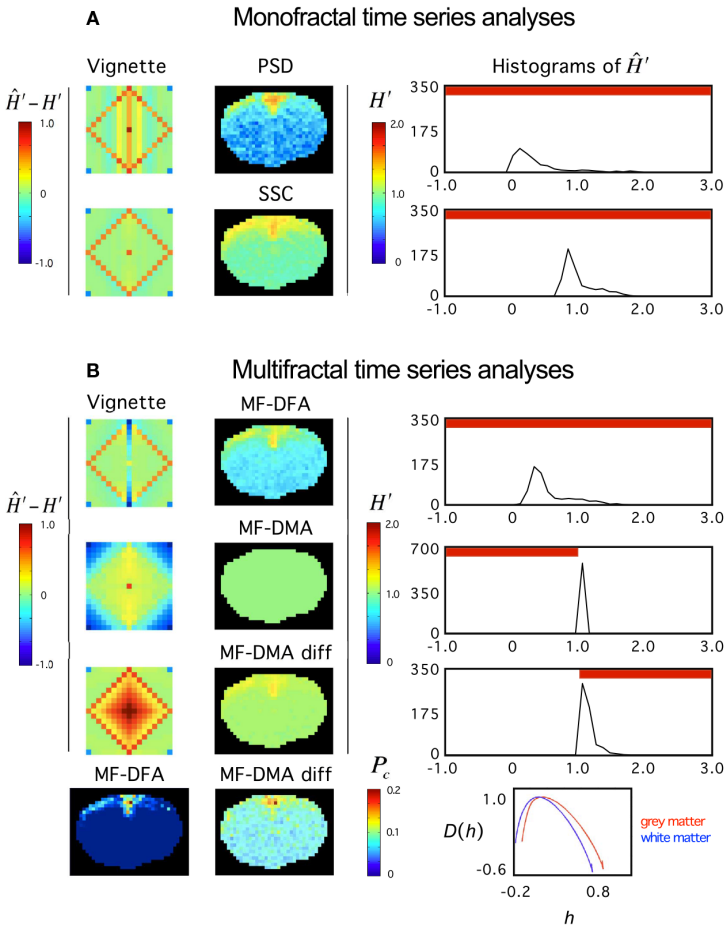 A Monofractal time series analyses
Vignette PSD Histograms of Ĥ′
Ĥ′ – H′ H′
1.0
0
-1.0
2.0
1.0
0
350
175
0
-1.0 0 1.0 2.0 3.0
SSC
350
175
0
-1.0 0 1.0 2.0 3.0
B Multifractal time series analyses
Vignette MF-DFA
350
175
0
-1.0 0 1.0 2.0 3.0
Ĥ′ – H′ H′
1.0
0
-1.0
2.0
1.0
0
MF-DMA
700
350
0
-1.0 0 1.0 2.0 3.0
MF-DMA diff
350
175
0
-1.0 0 1.0 2.0 3.0
MF-DFA MF-DMA diff
Pc
0.2
0.1
0
D(h)
1.0
-0.6
-0.2 0.8
h
grey matter
white matter